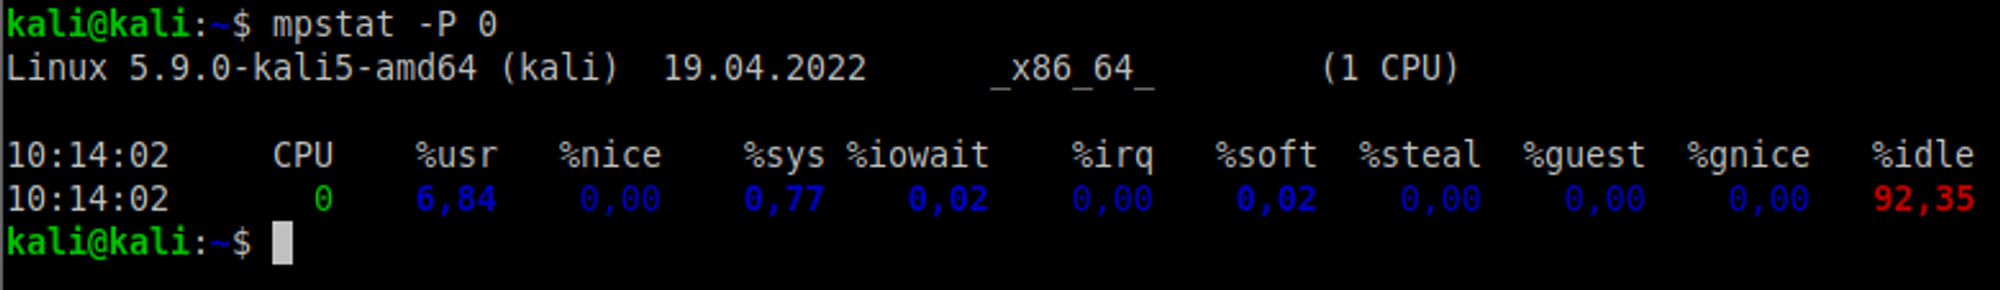 kali@kali:~$ mpstat -P 0
Linux 5.9.0-kali5-amd64 (kali)  19.04.2022      _x86_64_        (1 CPU)

10:14:02     CPU    %usr   %nice    %sys %iowait    %irq   %soft  %steal  %guest  %gnice   %idle
10:14:02       0    6,84    0,00    0,77    0,02    0,00    0,02    0,00    0,00    0,00   92,35
kali@kali:~$